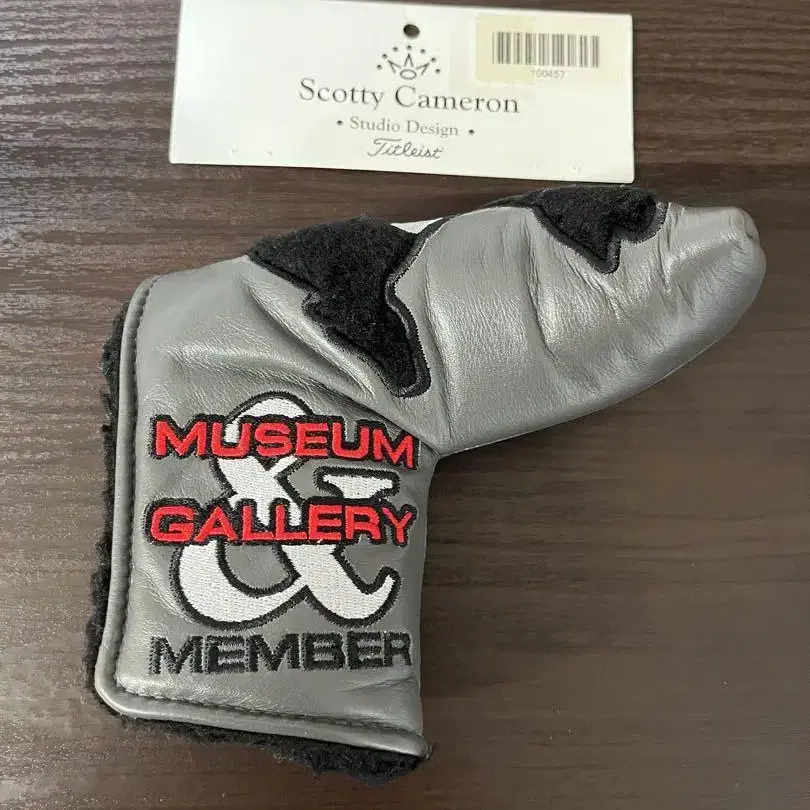 100457
Scotty Cameron
• Studio Design •
Titleist
MUSEUM
&
GALLERY
MEMBER